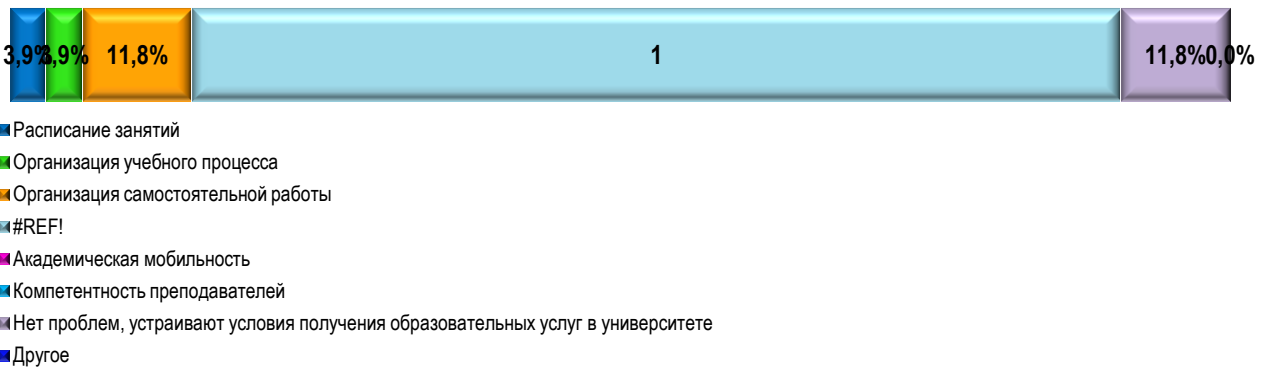 3,9% 3,9% 11,8% 1 11,8% 0,0%
Расписание занятий
Организация учебного процесса
Организация самостоятельной работы
#REF!
Академическая мобильность
Компетентность преподавателей
Нет проблем, устраивают условия получения образовательных услуг в университете
Другое